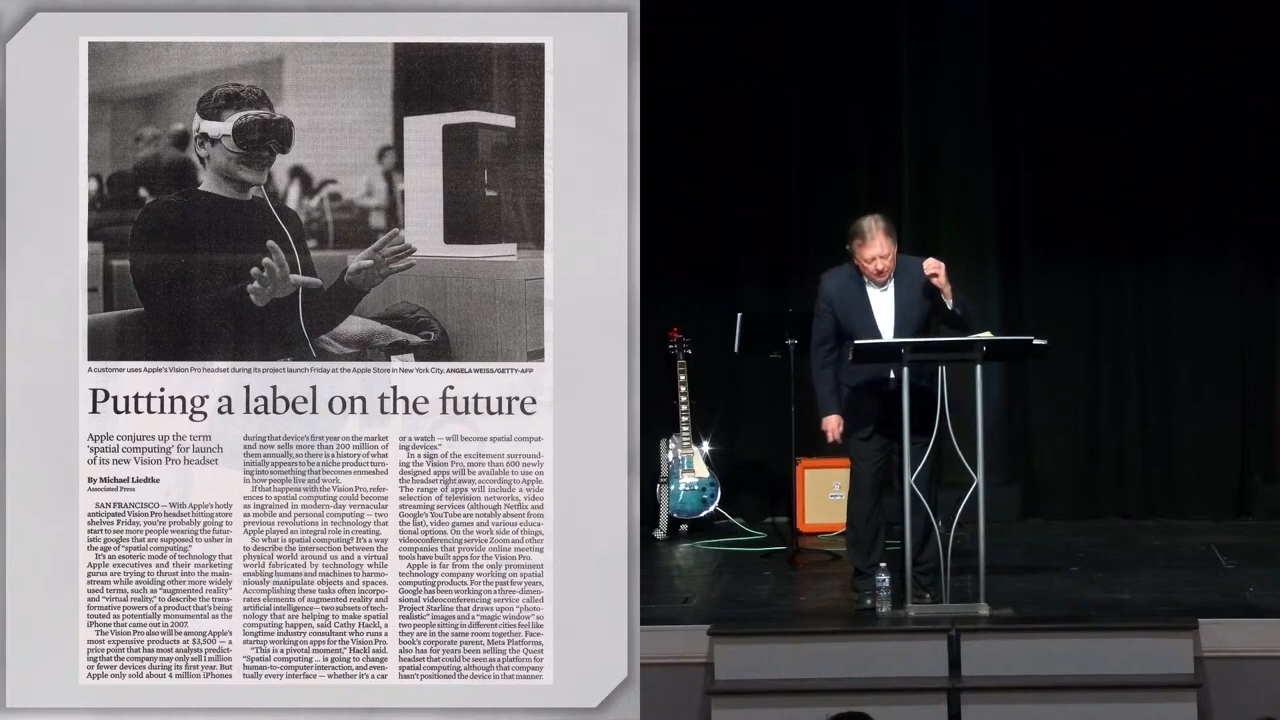 A customer uses Apple's Vision Pro headset during its project launch Friday at the Apple Store in New York City. ANGELA WEISS/GETTY-AFP
Putting a label on the future
Apple conjures up the term
'spatial computing' for launch
of its new Vision Pro headset
By Michael Liedtke
Associated Press
SAN FRANCISCO — With Apple's hotly
anticipated Vision Pro headset hitting store
shelves Friday, you're probably going to
start to see more people wearing the futur-
istic googles that are supposed to usher in
the age of "spatial computing."
It's an esoteric mode of technology that
Apple executives and their marketing
gurus are trying to thrust into the main-
stream while avoiding other more widely
used terms, such as "augmented reality"
and "virtual reality," to describe the trans-
formative powers of a product that's being
touted as potentially monumental as the
iPhone that came out in 2007.
The Vision Pro also will be among Apple's
most expensive products at $3,500 — a
price point that has most analysts predict-
ing that the company may only sell 1 million
or fewer devices during its first year. But
Apple only sold about 4 million iPhones
during that device's first year on the market
and now sells more than 200 million of
them annually, so there is a history of what
initially appears to be a niche product turn-
ing into something that becomes enmeshed
in how people live and work.
If that happens with the Vision Pro, refer-
ences to spatial computing could become
as ingrained in modern-day vernacular
as mobile and personal computing — two
previous revolutions in technology that
Apple played an integral role in creating.
So what is spatial computing? It's a way
to describe the intersection between the
physical world around us and a virtual
world fabricated by technology while
enabling humans and machines to harmo-
niously manipulate objects and spaces.
Accomplishing these tasks often incorpo-
rates elements of augmented reality and
artificial intelligence — two subsets of tech-
nology that are helping to make spatial
computing happen, said Cathy Hackl, a
longtime industry consultant who runs a
startup working on apps for the Vision Pro.
"This is a pivotal moment," Hackl said.
"Spatial computing ... is going to change
human-to-computer interaction, and even-
tually every interface — whether it's a car
or a watch — will become spatial comput-
ing devices."
In a sign of the excitement surround-
ing the Vision Pro, more than 600 newly
designed apps will be available to use on
the headset right away, according to Apple.
The range of apps will include a wide
selection of television networks, video
streaming services (although Netflix and
Google's YouTube are notably absent from
the list), video games and various educa-
tional options. On the work side of things,
videoconferencing service Zoom and other
companies that provide online meeting
tools have built apps for the Vision Pro.
Apple is far from the only prominent
technology company working on spatial
computing products. For the past few years,
Google has been working on a three-dimen-
sional videoconferencing service called
Project Starline that draws upon "photo-
realistic" images and a "magic window" so
two people sitting in different cities feel like
they are in the same room together. Face-
book's corporate parent, Meta Platforms,
also has for years been selling the Quest
headset that could be seen as a platform for
spatial computing, although that company
hasn't positioned the device in that manner.